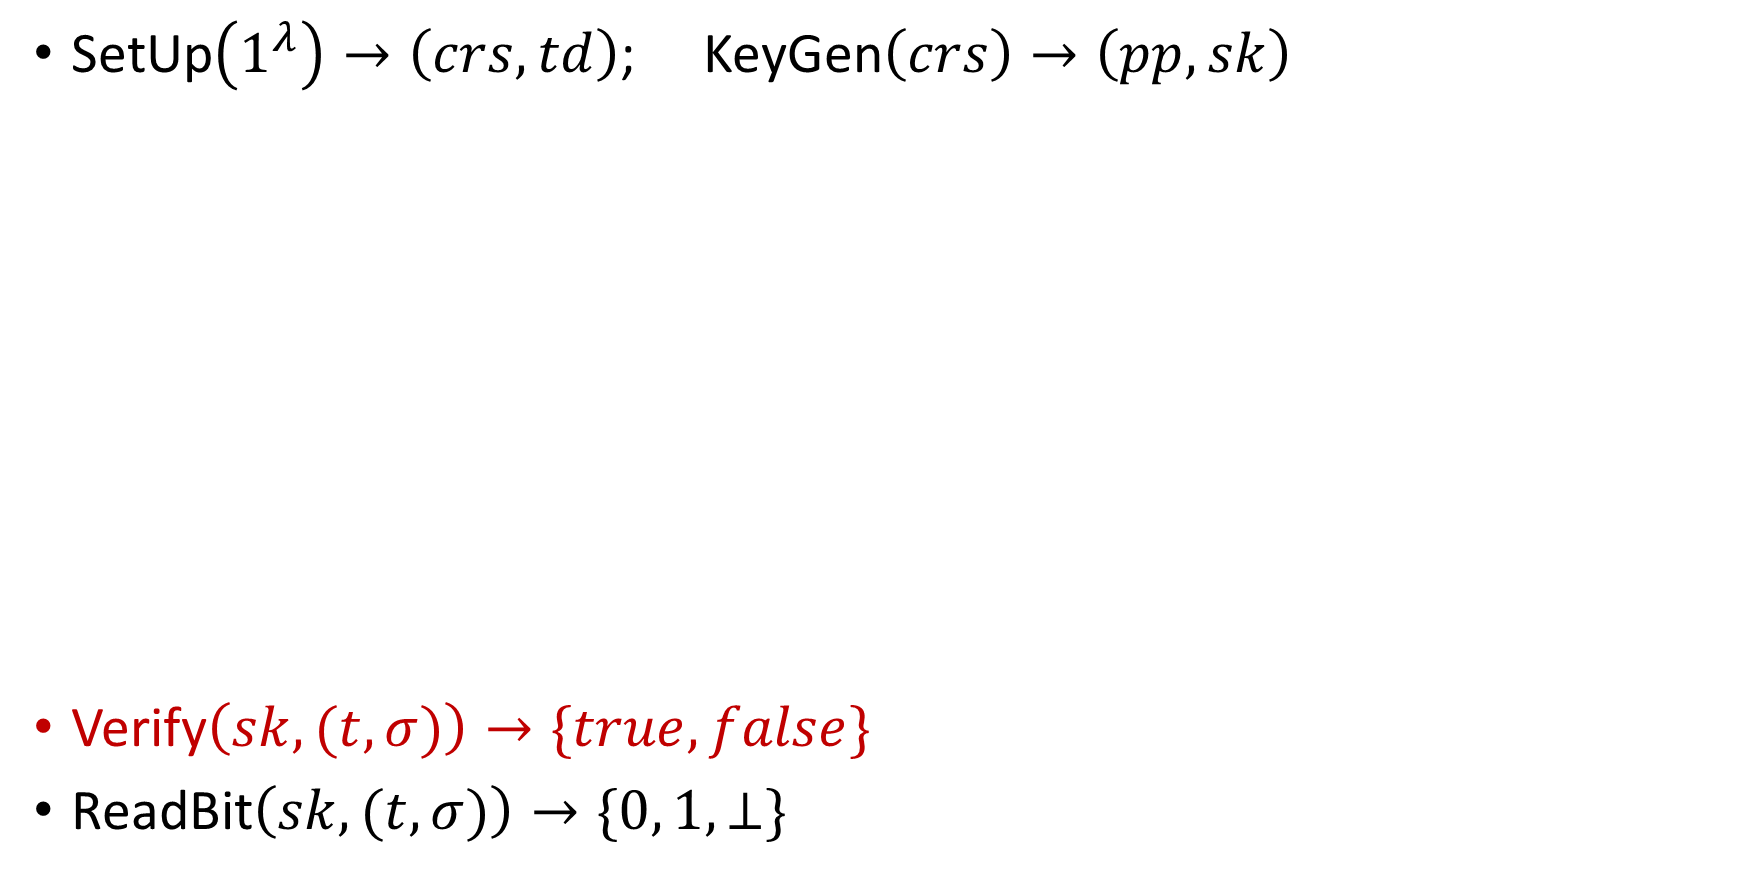 • SetUp(1^λ) → (crs, td);    KeyGen(crs) → (pp, sk)
• Verify(sk, (t, σ)) → {true, false}
• ReadBit(sk, (t, σ)) → {0, 1, ⊥}